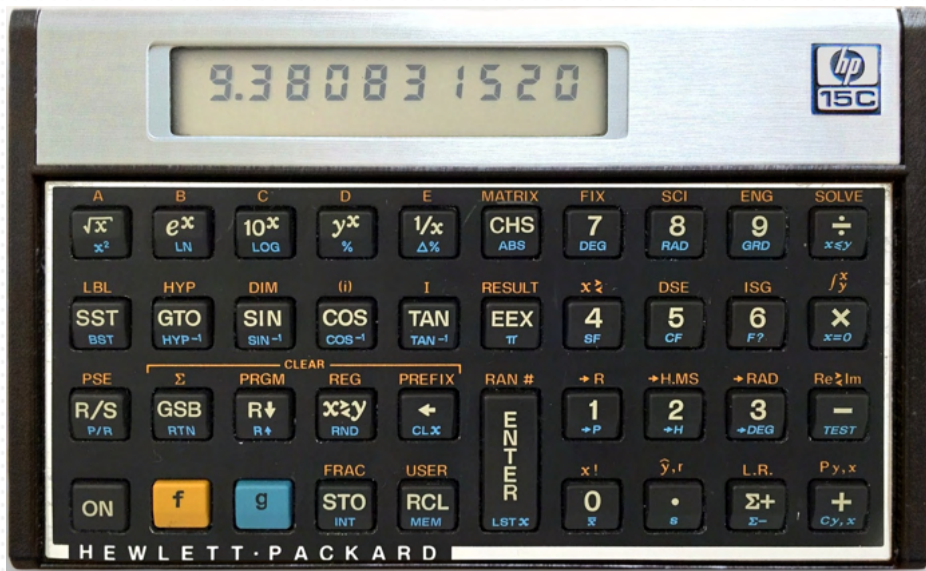 9.380831520
hp
15C
A B C D E MATRIX FIX SCI ENG SOLVE
√x eˣ 10ˣ yˣ 1/x CHS 7 8 9 ÷
x² LN LOG % Δ% ABS DEG RAD GRD x≤y
LBL HYP DIM (i) I RESULT x≷ DSE ISG ∫xy
SST GTO SIN COS TAN EEX 4 5 6 ×
BST HYP⁻¹ SIN⁻¹ COS⁻¹ TAN⁻¹ π SF CF F? x=0
CLEAR
PSE Σ PRGM REG PREFIX RAN # →R →H.MS →RAD Re≷Im
R/S GSB R↓ x≷y ← ENTER 1 2 3 −
P/R RTN R↑ RND CLx →P →H →DEG TEST
FRAC USER x! ŷ,r L.R. Py,x
ON f g STO RCL 0 · Σ+ +
INT MEM LST x x̄ s Σ− Cy,x
HEWLETT·PACKARD